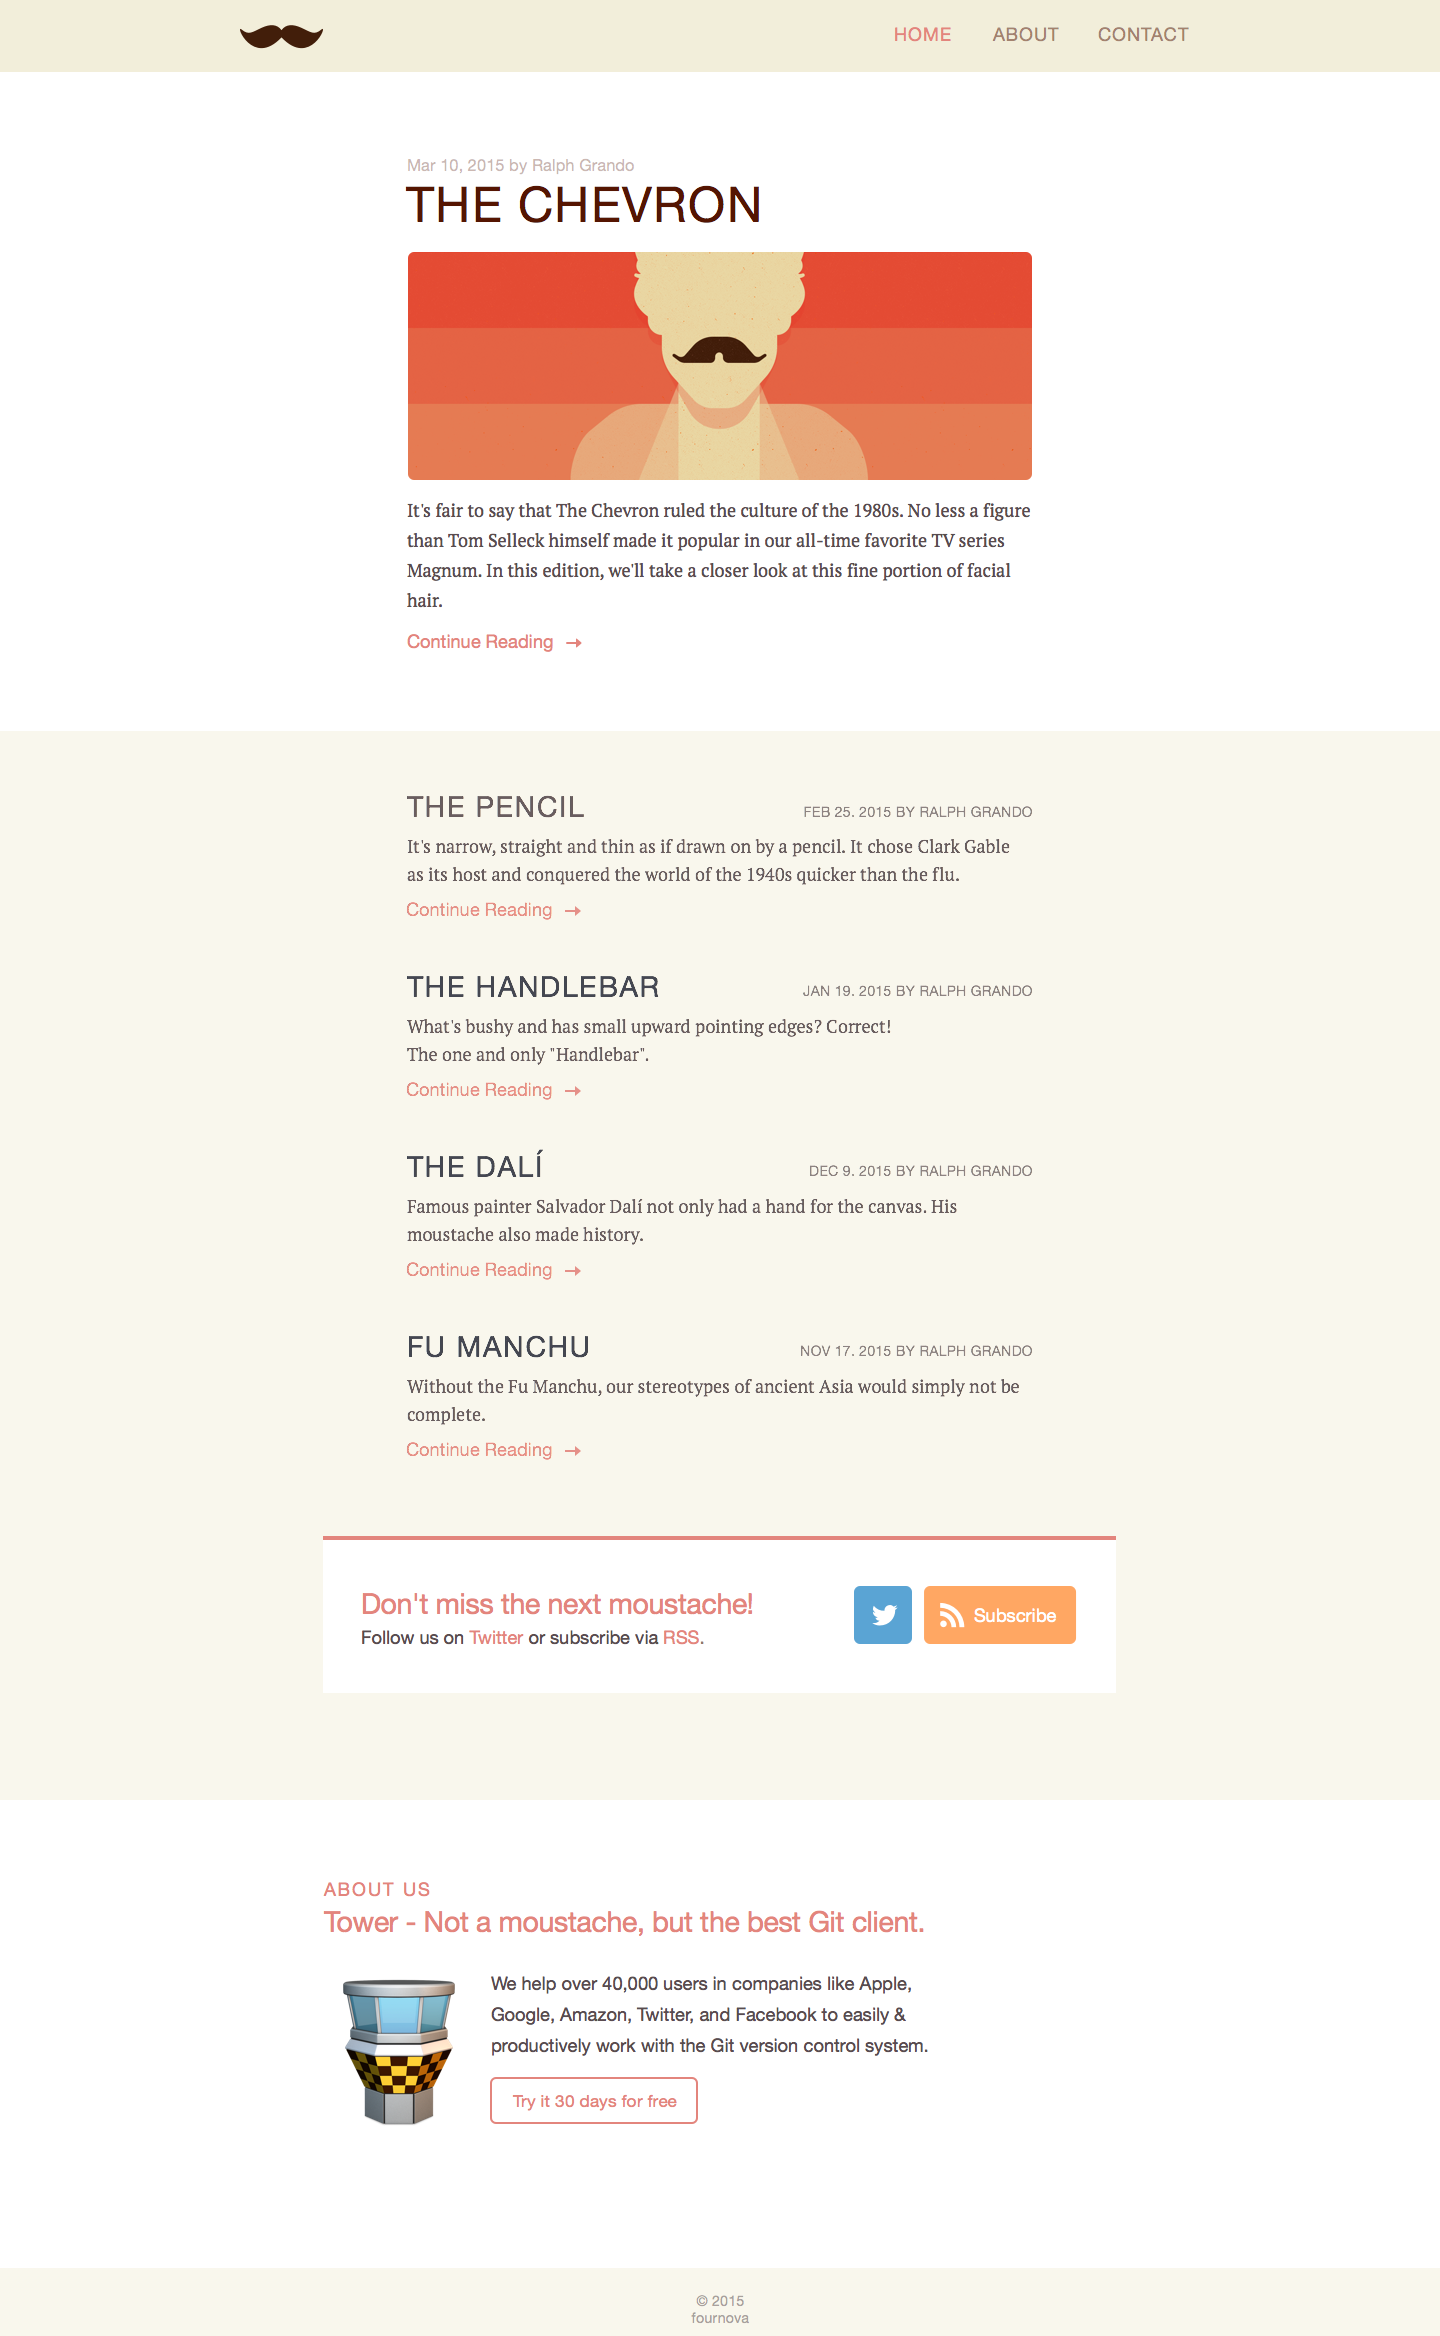 HOME ABOUT CONTACT
Mar 10, 2015 by Ralph Grando
THE CHEVRON
It's fair to say that The Chevron ruled the culture of the 1980s. No less a figure
than Tom Selleck himself made it popular in our all-time favorite TV series
Magnum. In this edition, we'll take a closer look at this fine portion of facial
hair.
Continue Reading →
THE PENCIL FEB 25. 2015 BY RALPH GRANDO
It's narrow, straight and thin as if drawn on by a pencil. It chose Clark Gable
as its host and conquered the world of the 1940s quicker than the flu.
Continue Reading →
THE HANDLEBAR JAN 19. 2015 BY RALPH GRANDO
What's bushy and has small upward pointing edges? Correct!
The one and only "Handlebar".
Continue Reading →
THE DALÍ DEC 9. 2015 BY RALPH GRANDO
Famous painter Salvador Dalí not only had a hand for the canvas. His
moustache also made history.
Continue Reading →
FU MANCHU NOV 17. 2015 BY RALPH GRANDO
Without the Fu Manchu, our stereotypes of ancient Asia would simply not be
complete.
Continue Reading →
Don't miss the next moustache!
Follow us on Twitter or subscribe via RSS.
Subscribe
ABOUT US
Tower - Not a moustache, but the best Git client.
We help over 40,000 users in companies like Apple,
Google, Amazon, Twitter, and Facebook to easily &
productively work with the Git version control system.
Try it 30 days for free
© 2015
fournova